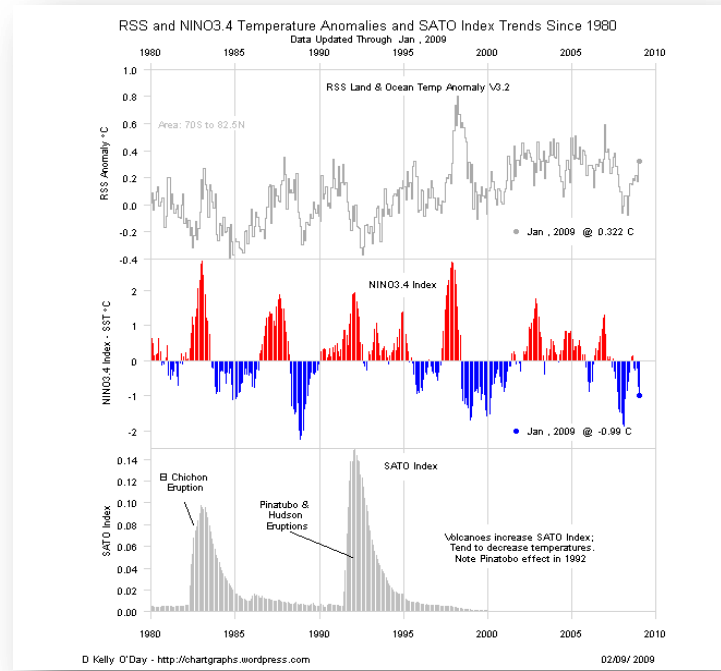 RSS and NINO3.4 Temperature Anomalies and SATO Index Trends Since 1980
Data Updated Through Jan , 2009
1980 1985 1990 1995 2000 2005 2010
RSS Land & Ocean Temp Anomaly V3.2
Area: 70S to 82.5N
RSS Anomaly °C
1.0
0.8
0.6
0.4
0.2
0.0
-0.2
-0.4
Jan , 2009 @ 0.322 C
NINO3.4 Index
NINO3.4 Index - SST °C
2
1
0
-1
-2
Jan , 2009 @ -0.99 C
SATO Index
SATO Index
0.14
0.12
0.10
0.08
0.06
0.04
0.02
0.00
El Chichon
Eruption
Pinatubo &
Hudson
Eruptions
Volcanoes increase SATO Index;
Tend to decrease temperatures.
Note Pinatobo effect in 1992
1980 1985 1990 1995 2000 2005 2010
D Kelly O'Day - http://chartgraphs.wordpress.com 02/09/ 2009